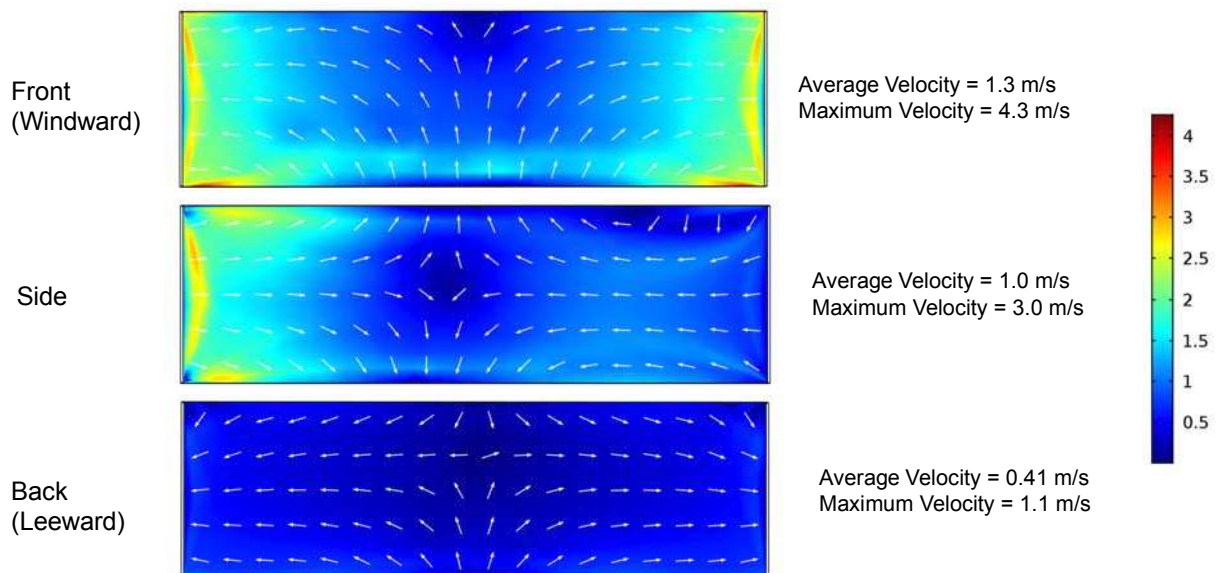 Front
(Windward)
Average Velocity = 1.3 m/s
Maximum Velocity = 4.3 m/s
Side
Average Velocity = 1.0 m/s
Maximum Velocity = 3.0 m/s
Back
(Leeward)
Average Velocity = 0.41 m/s
Maximum Velocity = 1.1 m/s
4
3.5
3
2.5
2
1.5
1
0.5